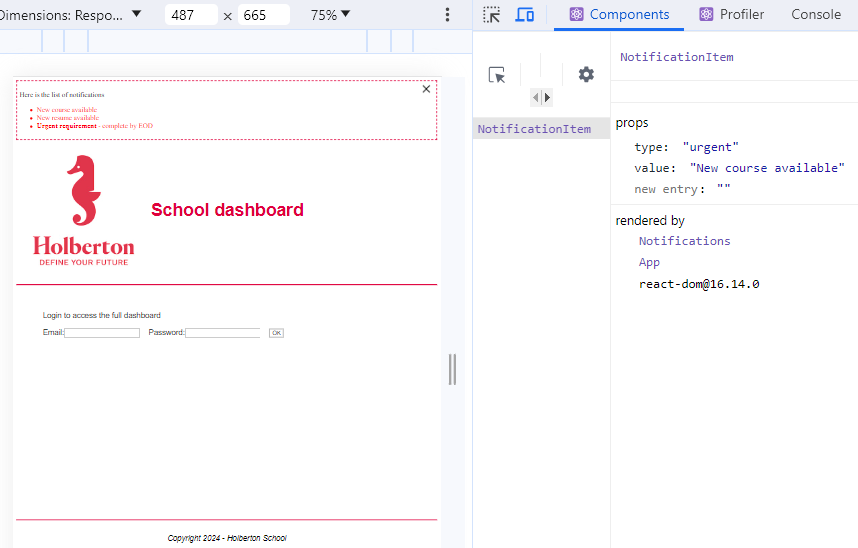 Dimensions: Respo... 487 × 665 75%
Components Profiler Console
Here is the list of notifications
New course available
New resume available
Urgent requirement - complete by EOD
School dashboard
Holberton
DEFINE YOUR FUTURE
Login to access the full dashboard
Email: Password: OK
Copyright 2024 - Holberton School
NotificationItem
NotificationItem
props
type: "urgent"
value: "New course available"
new entry: ""
rendered by
Notifications
App
react-dom@16.14.0